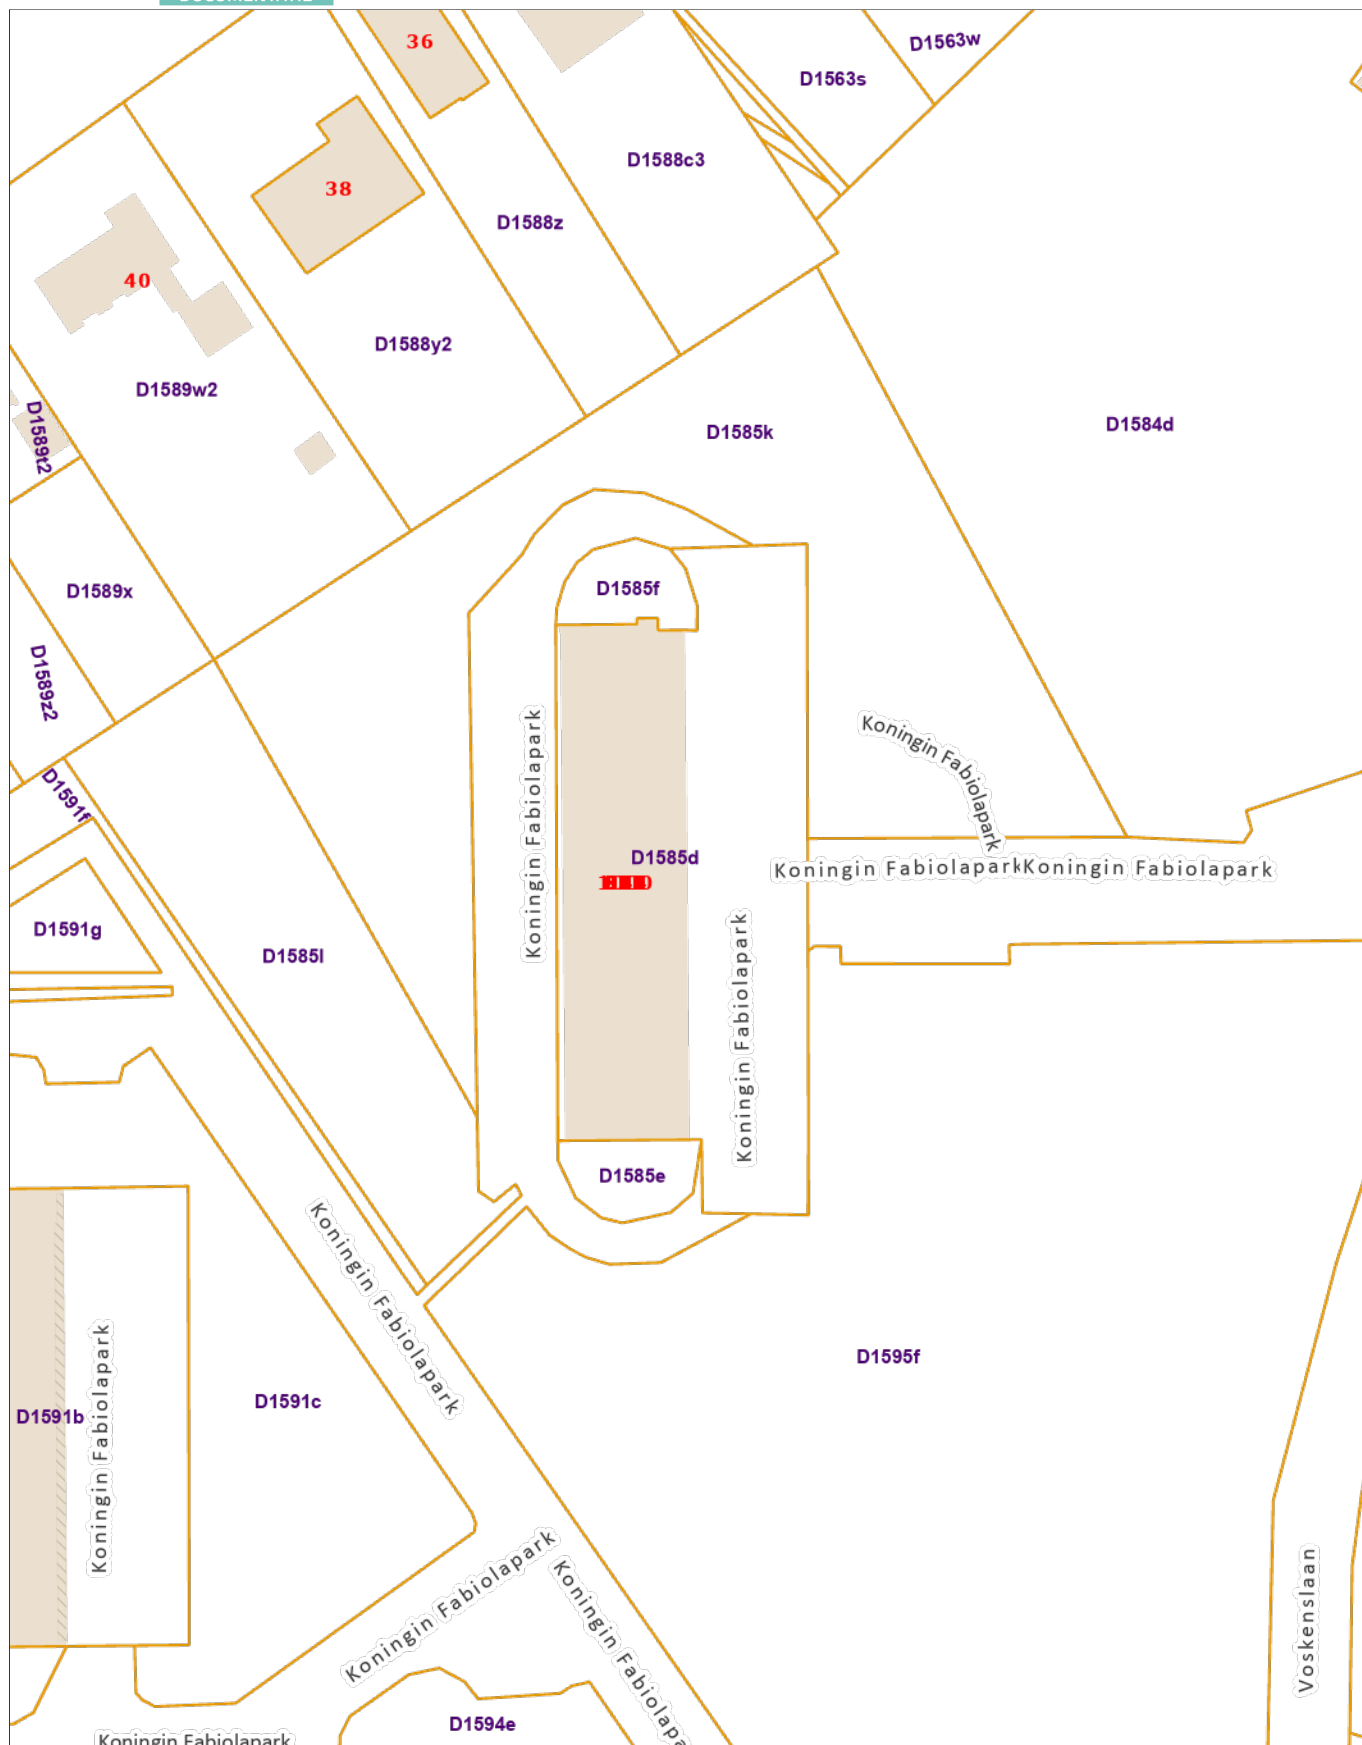 36
D1563w
D1563s
D1588c3
38
D1588z
40
D1588y2
D1589w2
D1589t2
D1585k
D1584d
D1585f
D1589x
D1589z2
Koningin Fabiolapark
Koningin Fabiolapark
D1591f
D1585d
Koningin Fabiolapark
Koningin Fabiolapark
D1591g
D1585l
Koningin Fabiolapark
D1585e
Koningin Fabiolapark
D1595f
Koningin Fabiolapark
D1591c
D1591b
Koningin Fabiolapark
Koningin Fabiolapa
Voskenslaan
D1594e
Koningin Fabiolapark